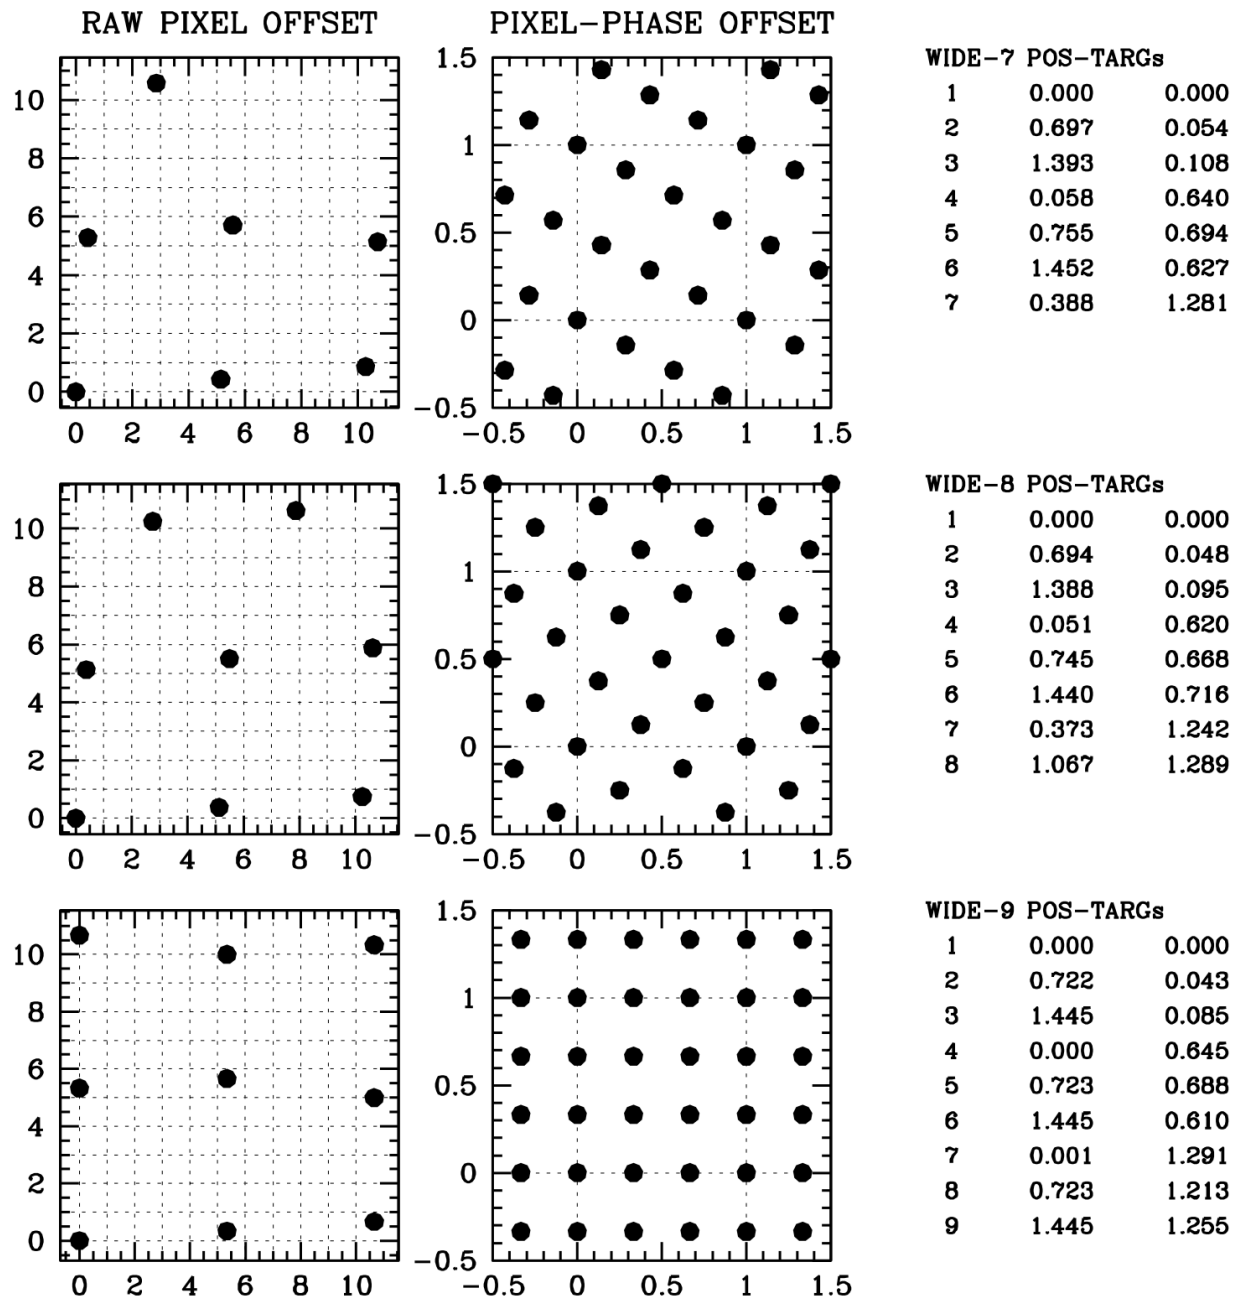 RAW PIXEL OFFSET PIXEL-PHASE OFFSET
WIDE-7 POS-TARGs
1 0.000 0.000
2 0.697 0.054
3 1.393 0.108
4 0.058 0.640
5 0.755 0.694
6 1.452 0.627
7 0.388 1.281
10
8
6
4
2
0
0 2 4 6 8 10
1.5
1
0.5
0
-0.5
-0.5 0 0.5 1 1.5
WIDE-8 POS-TARGs
1 0.000 0.000
2 0.694 0.048
3 1.388 0.095
4 0.051 0.620
5 0.745 0.668
6 1.440 0.716
7 0.373 1.242
8 1.067 1.289
10
8
6
4
2
0
0 2 4 6 8 10
1.5
1
0.5
0
-0.5
-0.5 0 0.5 1 1.5
WIDE-9 POS-TARGs
1 0.000 0.000
2 0.722 0.043
3 1.445 0.085
4 0.000 0.645
5 0.723 0.688
6 1.445 0.610
7 0.001 1.291
8 0.723 1.213
9 1.445 1.255
10
8
6
4
2
0
0 2 4 6 8 10
1.5
1
0.5
0
-0.5
-0.5 0 0.5 1 1.5